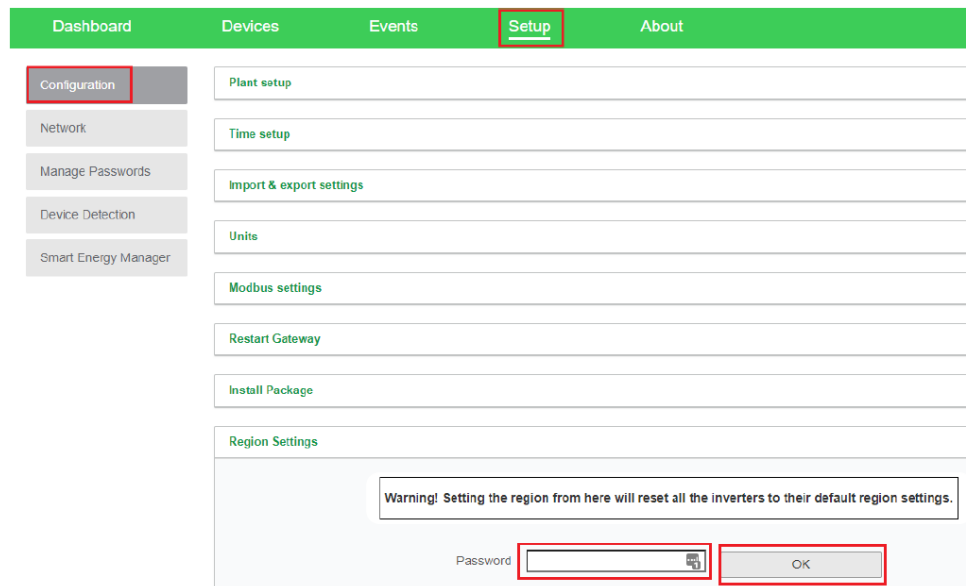 Dashboard Devices Events Setup About
Configuration
Network
Manage Passwords
Device Detection
Smart Energy Manager
Plant setup
Time setup
Import & export settings
Units
Modbus settings
Restart Gateway
Install Package
Region Settings
Warning! Setting the region from here will reset all the inverters to their default region settings.
Password OK